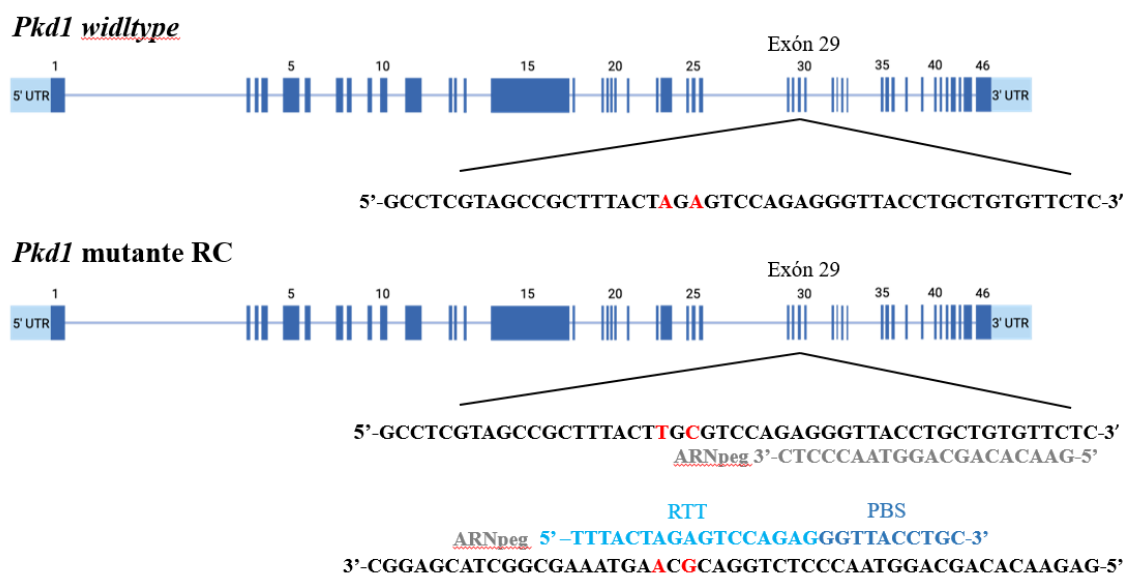 Pkd1 widltype
Exón 29
1 5 10 15 20 25 30 35 40 46
5' UTR 3' UTR
5’-GCCTCGTAGCCGCTTTACTAGAGTCCAGAGGGTTACCTGCTGTGTTCTC-3’
Pkd1 mutante RC
Exón 29
1 5 10 15 20 25 30 35 40 46
5' UTR 3' UTR
5’-GCCTCGTAGCCGCTTTACTTGCGTCCAGAGGGTTACCTGCTGTGTTCTC-3’
ARNpeg 3’-CTCCCAATGGACGACACAAG-5’
RTT PBS
ARNpeg 5’ –TTTACTAGAGTCCAGAGGGTTACCTGC-3’
3’-CGGAGCATCGGCGAAATGAACGCAGGTCTCCCAATGGACGACACAAGAG-5’